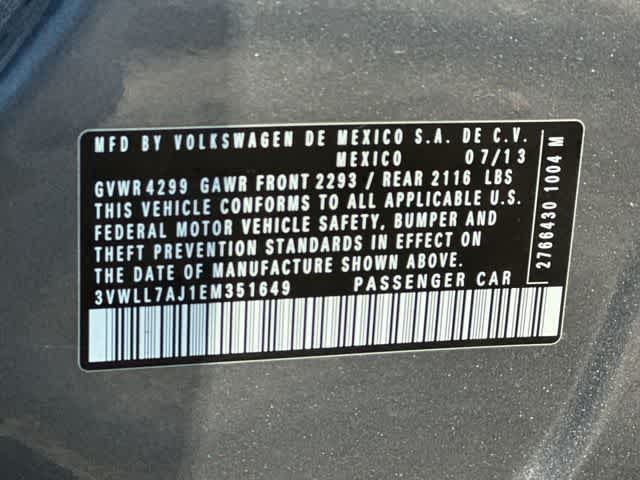 MFD BY VOLKSWAGEN DE MEXICO S.A. DE C.V.
MEXICO 07/13
GVWR 4299 GAWR FRONT 2293 / REAR 2116 LBS
THIS VEHICLE CONFORMS TO ALL APPLICABLE U.S.
FEDERAL MOTOR VEHICLE SAFETY, BUMPER AND
THEFT PREVENTION STANDARDS IN EFFECT ON
THE DATE OF MANUFACTURE SHOWN ABOVE.
3VWLL7AJ1EM351649 PASSENGER CAR
2766430 1004 M